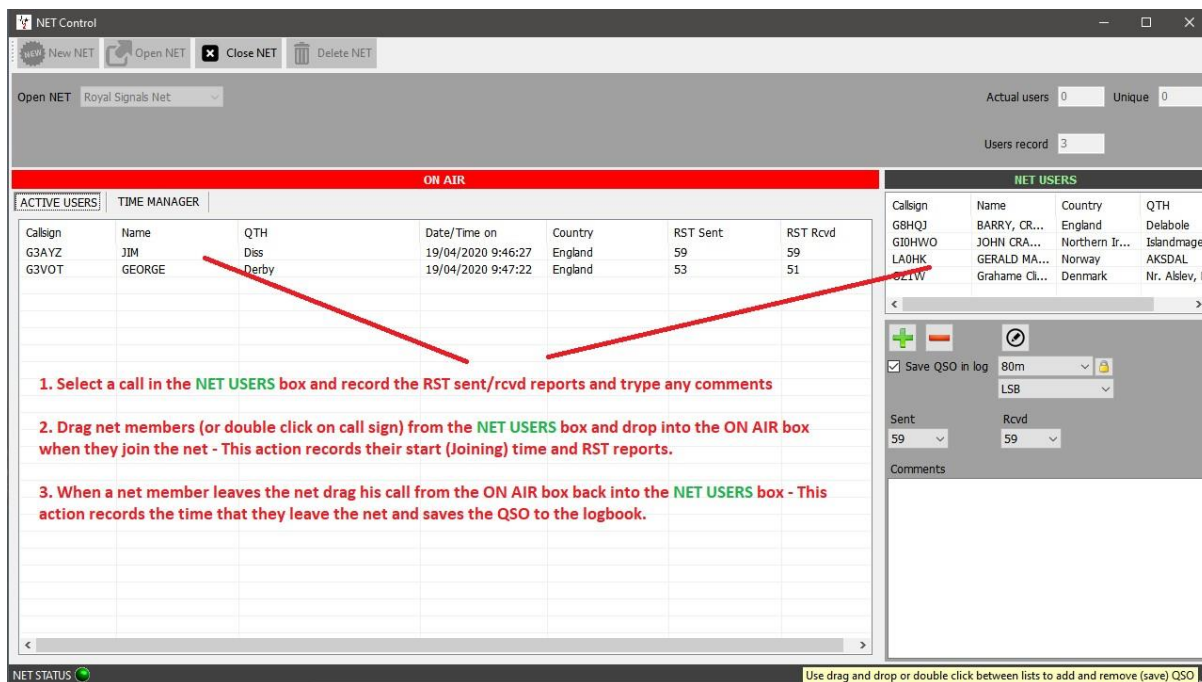 NET Control
NEW New NET Open NET Close NET Delete NET
Open NET Royal Signals Net Actual users 0 Unique 0
Users record 3
ON AIR
NET USERS
ACTIVE USERS TIME MANAGER
Callsign Name QTH Date/Time on Country RST Sent RST Rcvd
G3AYZ JIM Diss 19/04/2020 9:46:27 England 59 59
G3VOT GEORGE Derby 19/04/2020 9:47:22 England 53 51
Callsign Name Country QTH
G8HQJ BARRY, CR... England Delabole
GI0HWO JOHN CRA... Northern Ir... Islandmage
LA0HK GERALD MA... Norway AKSDAL
Grahame Cli... Denmark Nr. Alslev,
Save QSO in log 80m
LSB
Sent Rcvd
59 59
Comments
1. Select a call in the NET USERS box and record the RST sent/rcvd reports and trype any comments
2. Drag net members (or double click on call sign) from the NET USERS box and drop into the ON AIR box
when they join the net - This action records their start (Joining) time and RST reports.
3. When a net member leaves the net drag his call from the ON AIR box back into the NET USERS box - This
action records the time that they leave the net and saves the QSO to the logbook.
NET STATUS
Use drag and drop or double click between lists to add and remove (save) QSO